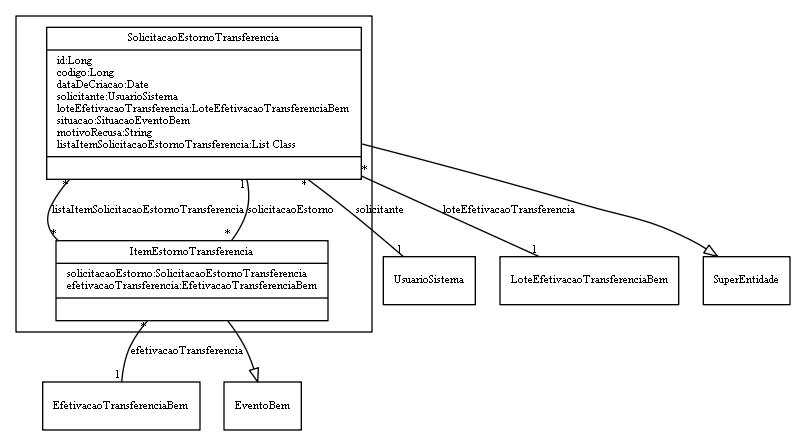 SolicitacaoEstornoTransferencia
id:Long
codigo:Long
dataDeCriacao:Date
solicitante:UsuarioSistema
loteEfetivacaoTransferencia:LoteEfetivacaoTransferenciaBem
situacao:SituacaoEventoBem
motivoRecusa:String
listaItemSolicitacaoEstornoTransferencia:List Class
*
* 1 *
listaItemSolicitacaoEstornoTransferencia solicitacaoEstorno solicitante loteEfetivacaoTransferencia
* *
1 1
ItemEstornoTransferencia
solicitacaoEstorno:SolicitacaoEstornoTransferencia
efetivacaoTransferencia:EfetivacaoTransferenciaBem
UsuarioSistema LoteEfetivacaoTransferenciaBem SuperEntidade
*
efetivacaoTransferencia
1
EfetivacaoTransferenciaBem EventoBem